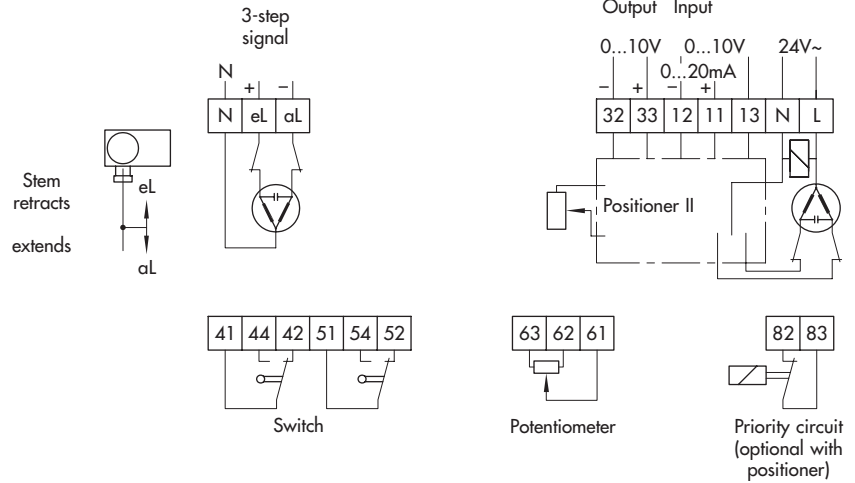 3-step
signal
N
+ −
N eL aL
Stem
retracts
extends
eL
aL
Output Input
0...10V 0...10V 24V~
0...20mA
− + − +
32 33 12 11 13 N L
Positioner II
41 44 42 51 54 52
Switch
63 62 61
Potentiometer
82 83
Priority circuit
(optional with
positioner)